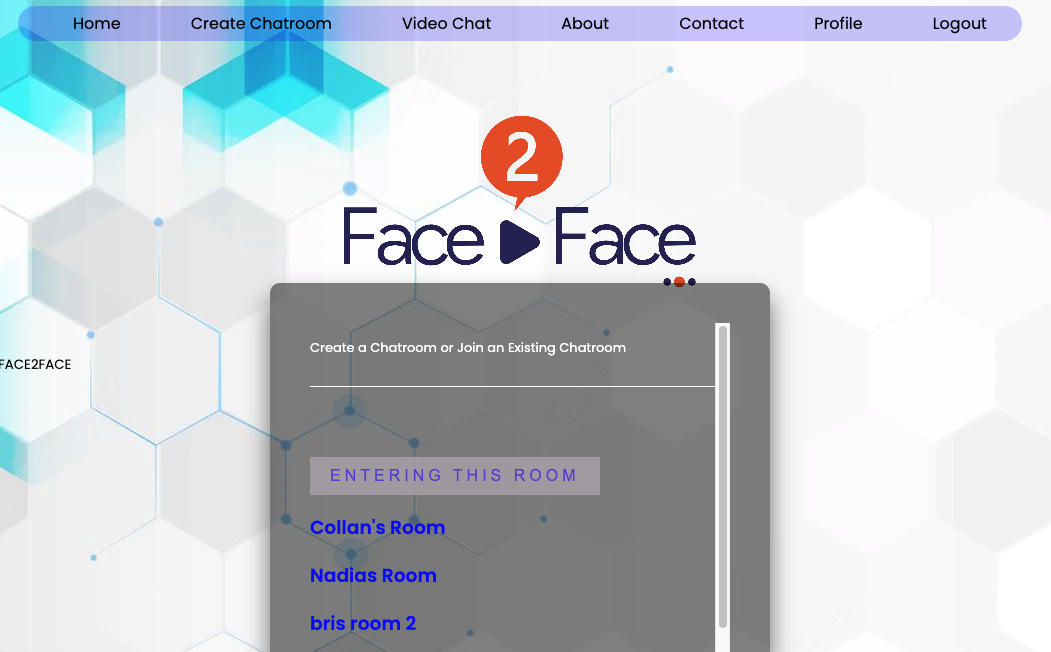 Home Create Chatroom Video Chat About Contact Profile Logout
2
Face Face
FACE2FACE
Create a Chatroom or Join an Existing Chatroom
ENTERING THIS ROOM
Collan's Room
Nadias Room
bris room 2